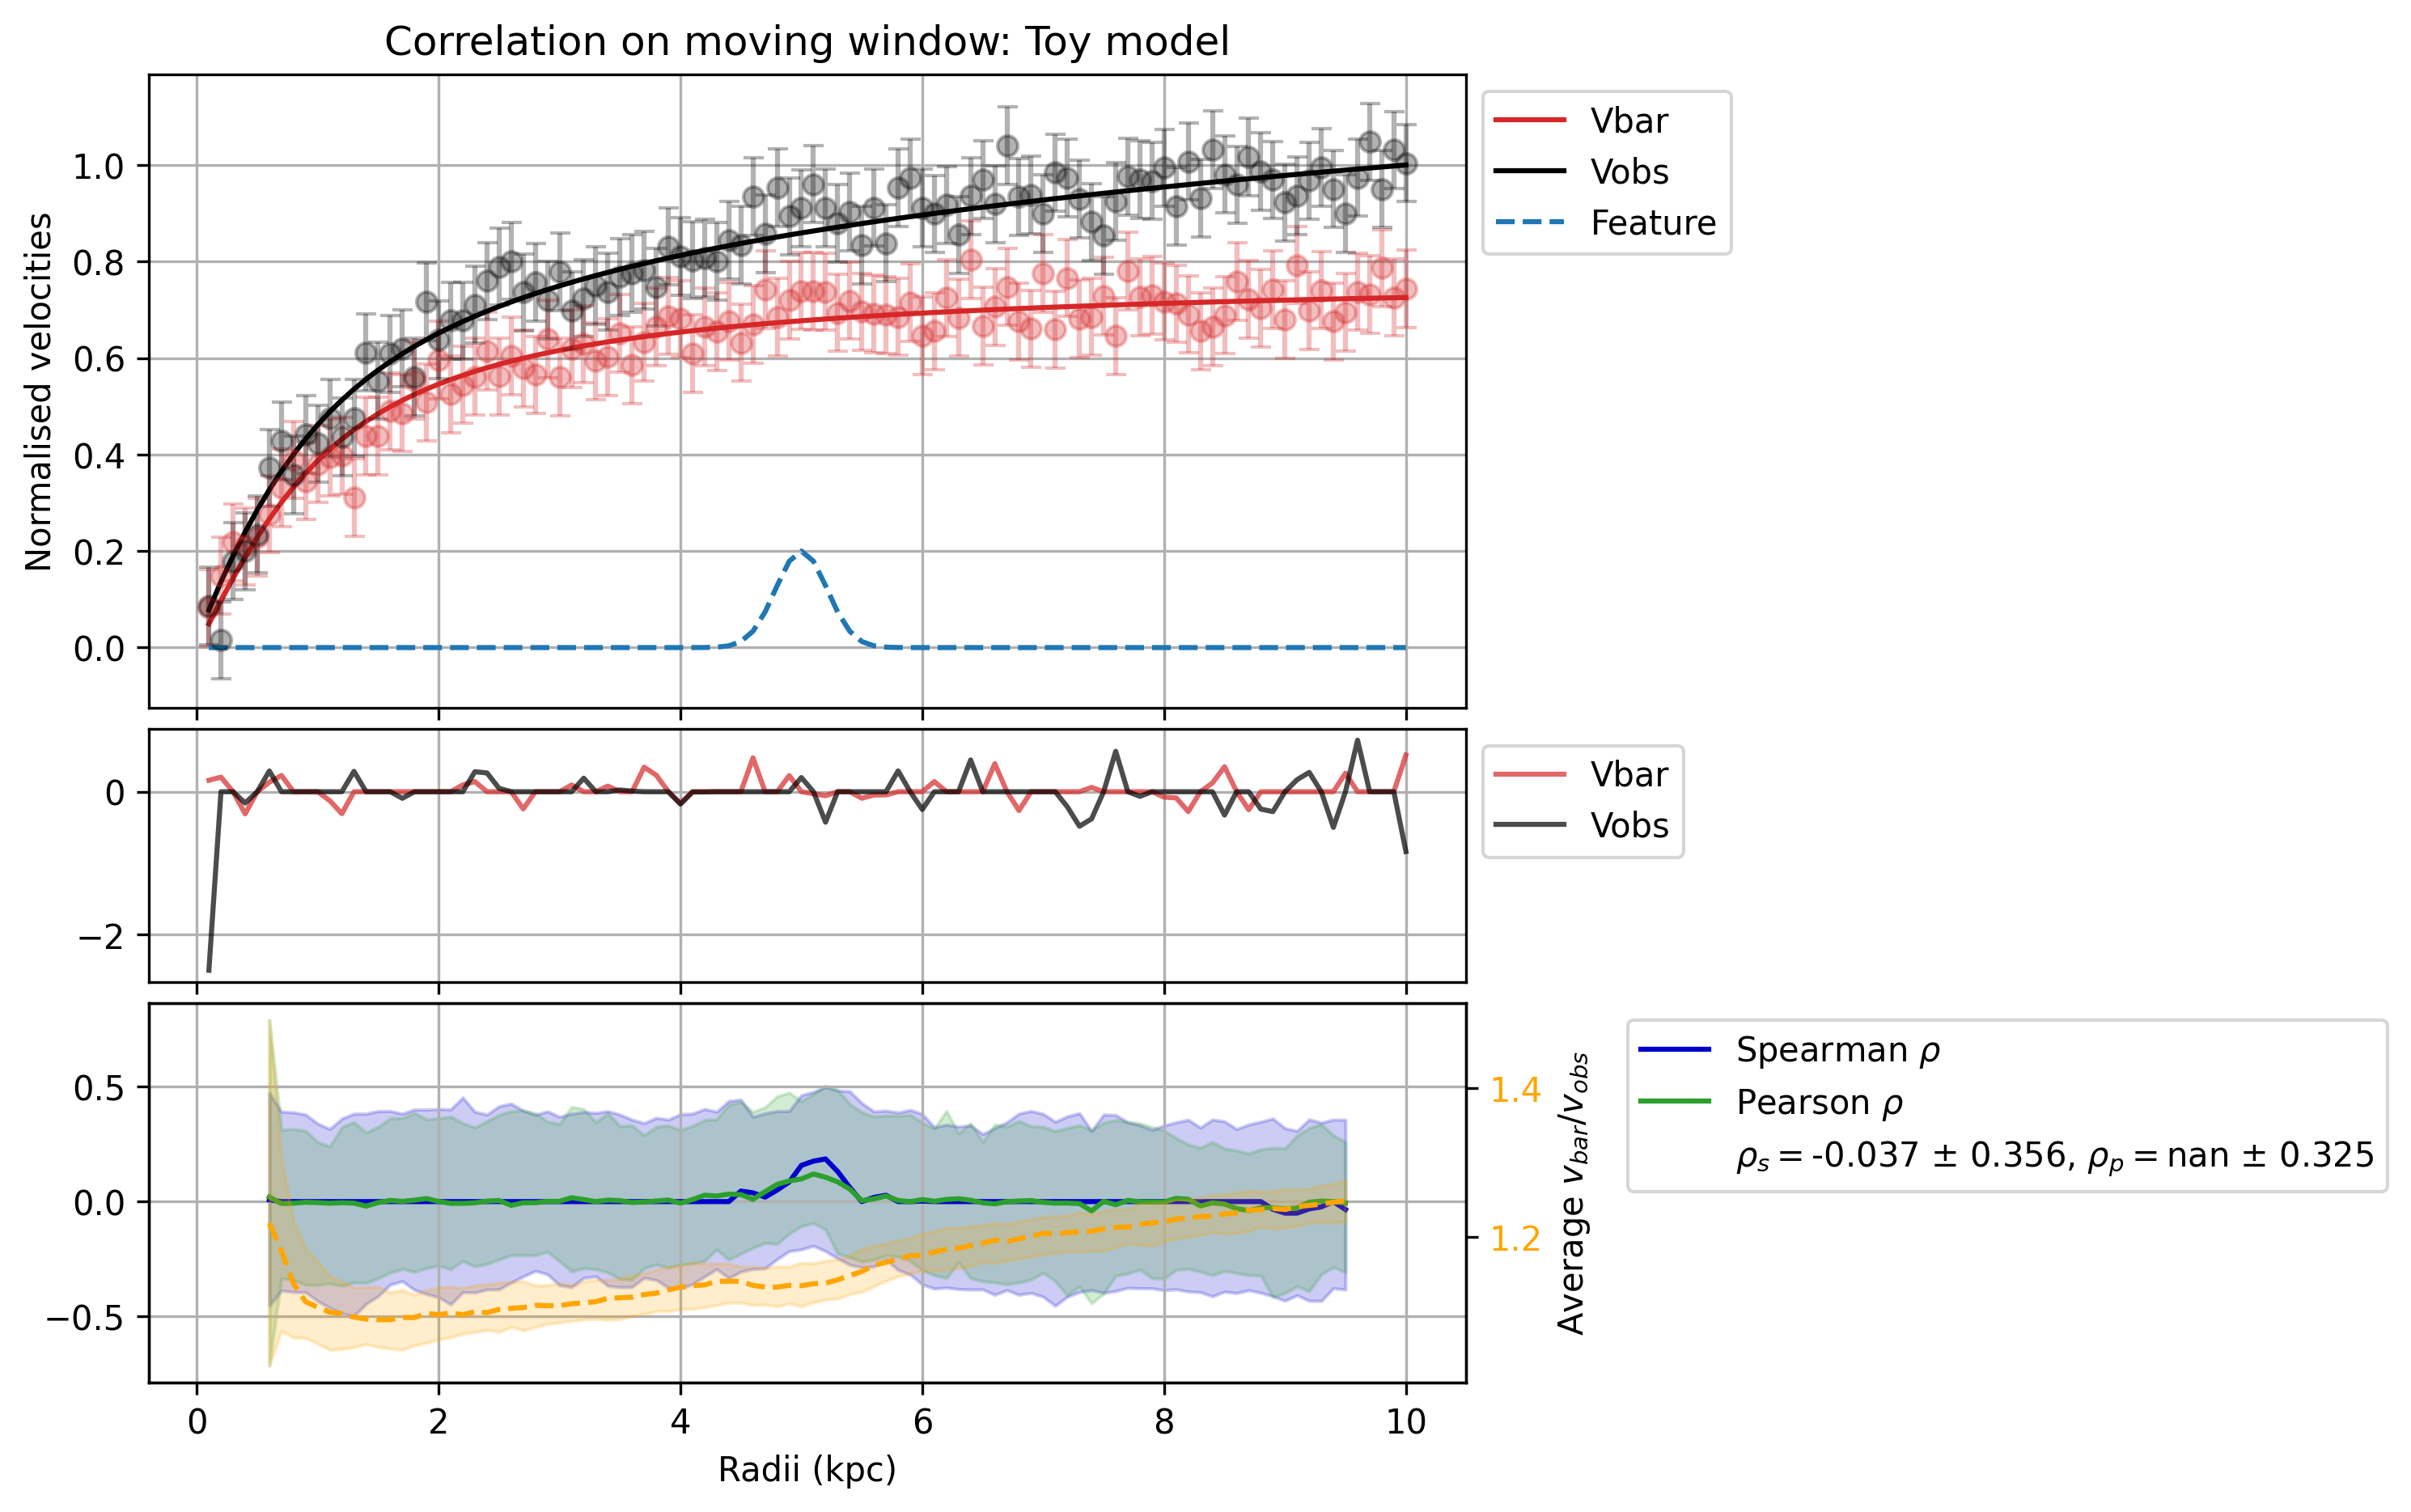 Correlation on moving window: Toy model
Normalised velocities
1.0
0.8
0.6
0.4
0.2
0.0
Vbar
Vobs
Feature
0
−2
Vbar
Vobs
0.5
0.0
−0.5
1.4
1.2
Average v_bar/v_obs
Spearman ρ
Pearson ρ
ρ_s = -0.037 ± 0.356, ρ_p = nan ± 0.325
0 2 4 6 8 10
Radii (kpc)